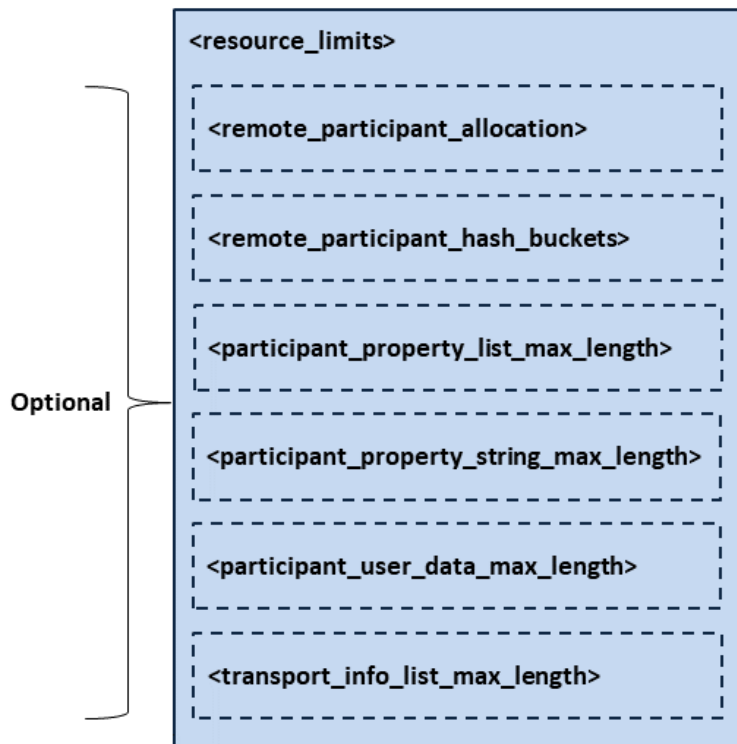 <resource_limits>
<remote_participant_allocation>
<remote_participant_hash_buckets>
<participant_property_list_max_length>
Optional
<participant_property_string_max_length>
<participant_user_data_max_length>
<transport_info_list_max_length>